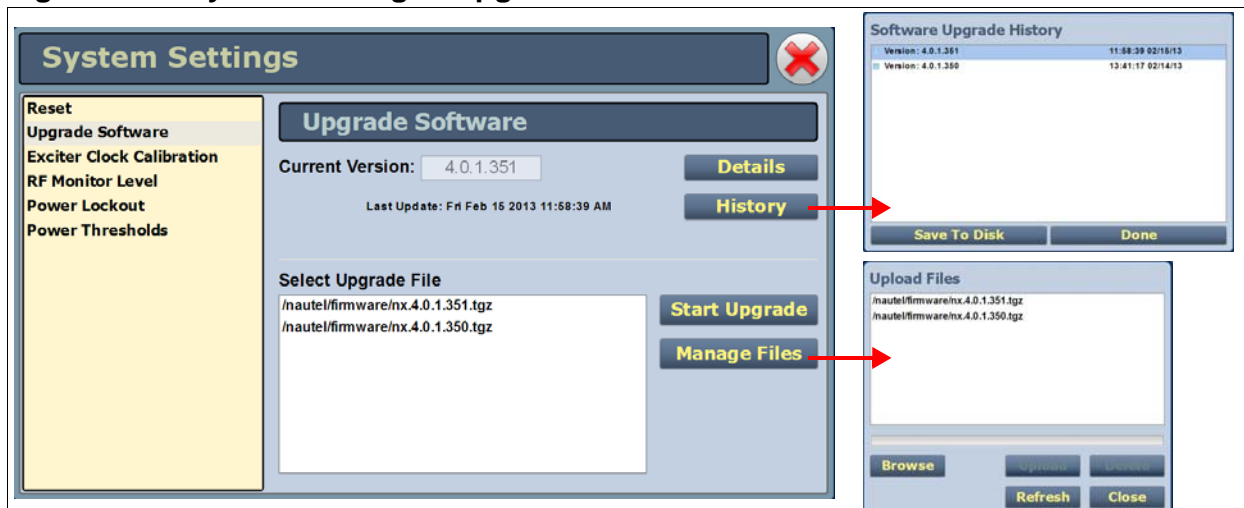 System Settings
Reset
Upgrade Software
Exciter Clock Calibration
RF Monitor Level
Power Lockout
Power Thresholds
Upgrade Software
Current Version: 4.0.1.351
Details
Last Update: Fri Feb 15 2013 11:58:39 AM
History
Select Upgrade File
/nautel/firmware/nx.4.0.1.351.tgz
/nautel/firmware/nx.4.0.1.350.tgz
Start Upgrade
Manage Files
Software Upgrade History
Version: 4.0.1.351 11:58:39 02/15/13
Version: 4.0.1.350 13:41:17 02/14/13
Save To Disk Done
Upload Files
/nautel/firmware/nx.4.0.1.351.tgz
/nautel/firmware/nx.4.0.1.350.tgz
Browse Upload Delete
Refresh Close